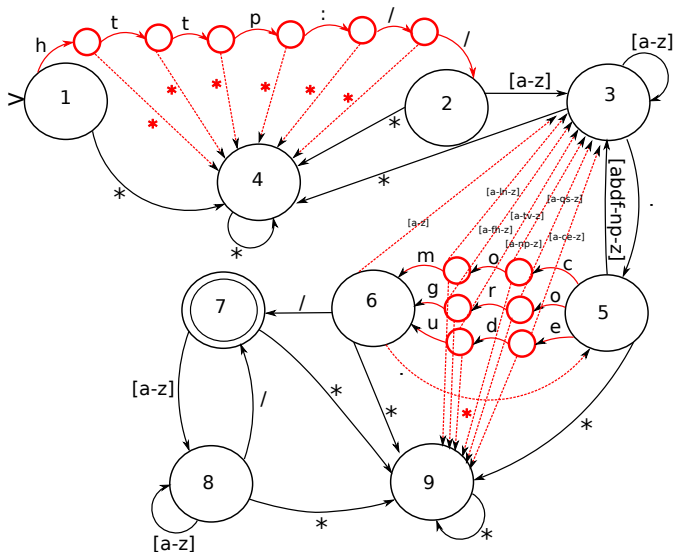 h t t p : / /
>
1 2 3
[a-z] [a-z]
* * * * * *
* *
4
* *
.
[abdf-np-z]
[a-z] [a-ln-z] [a-qs-z]
[a-fh-z] [a-tv-z]
[a-np-z] [a-ce-z]
m o c
g r o
u d e
6 5
7 /
. *
[a-z] / * * *
8 9
* *
[a-z]